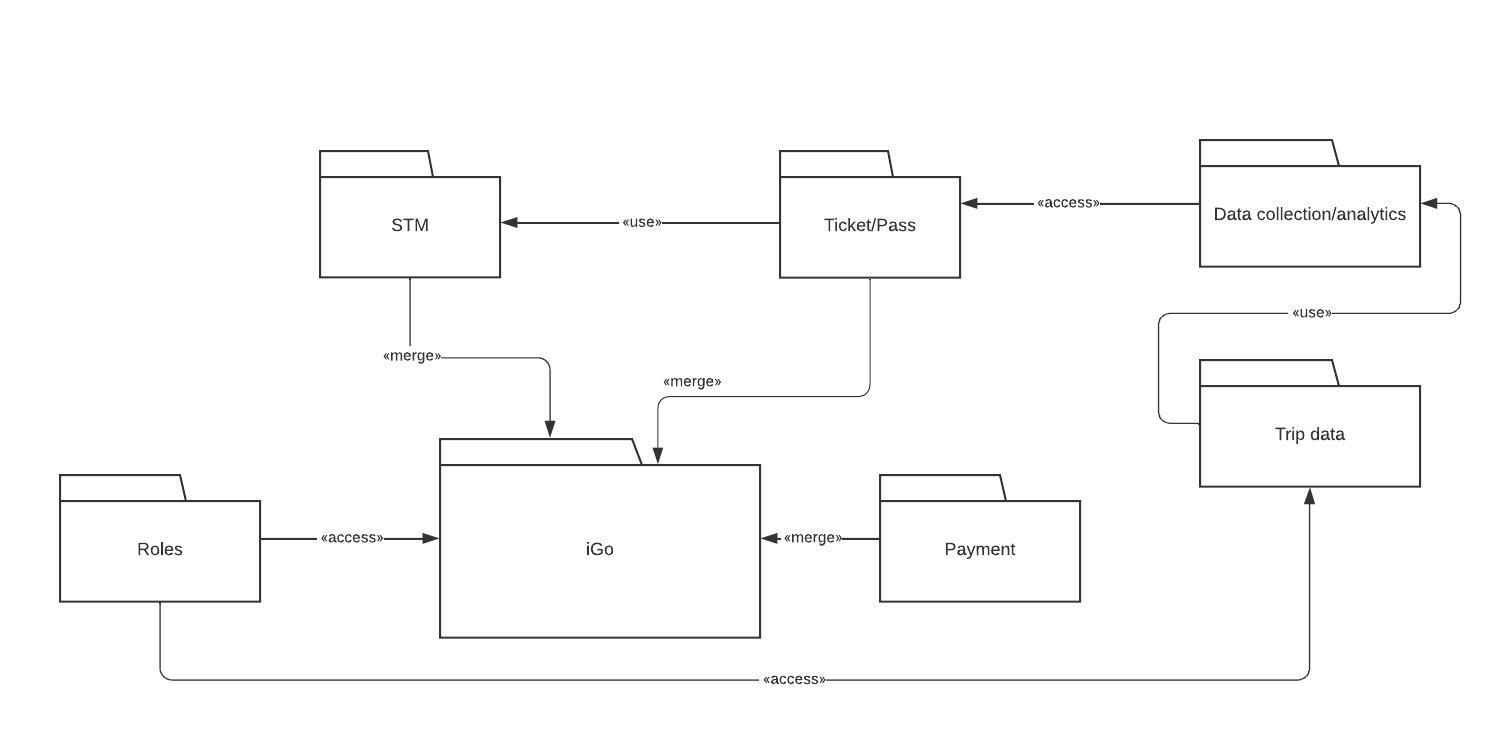 STM
«use»
Ticket/Pass
«access»
Data collection/analytics
«use»
«merge»
«merge»
Trip data
Roles
«access»
iGo
«merge»
Payment
«access»